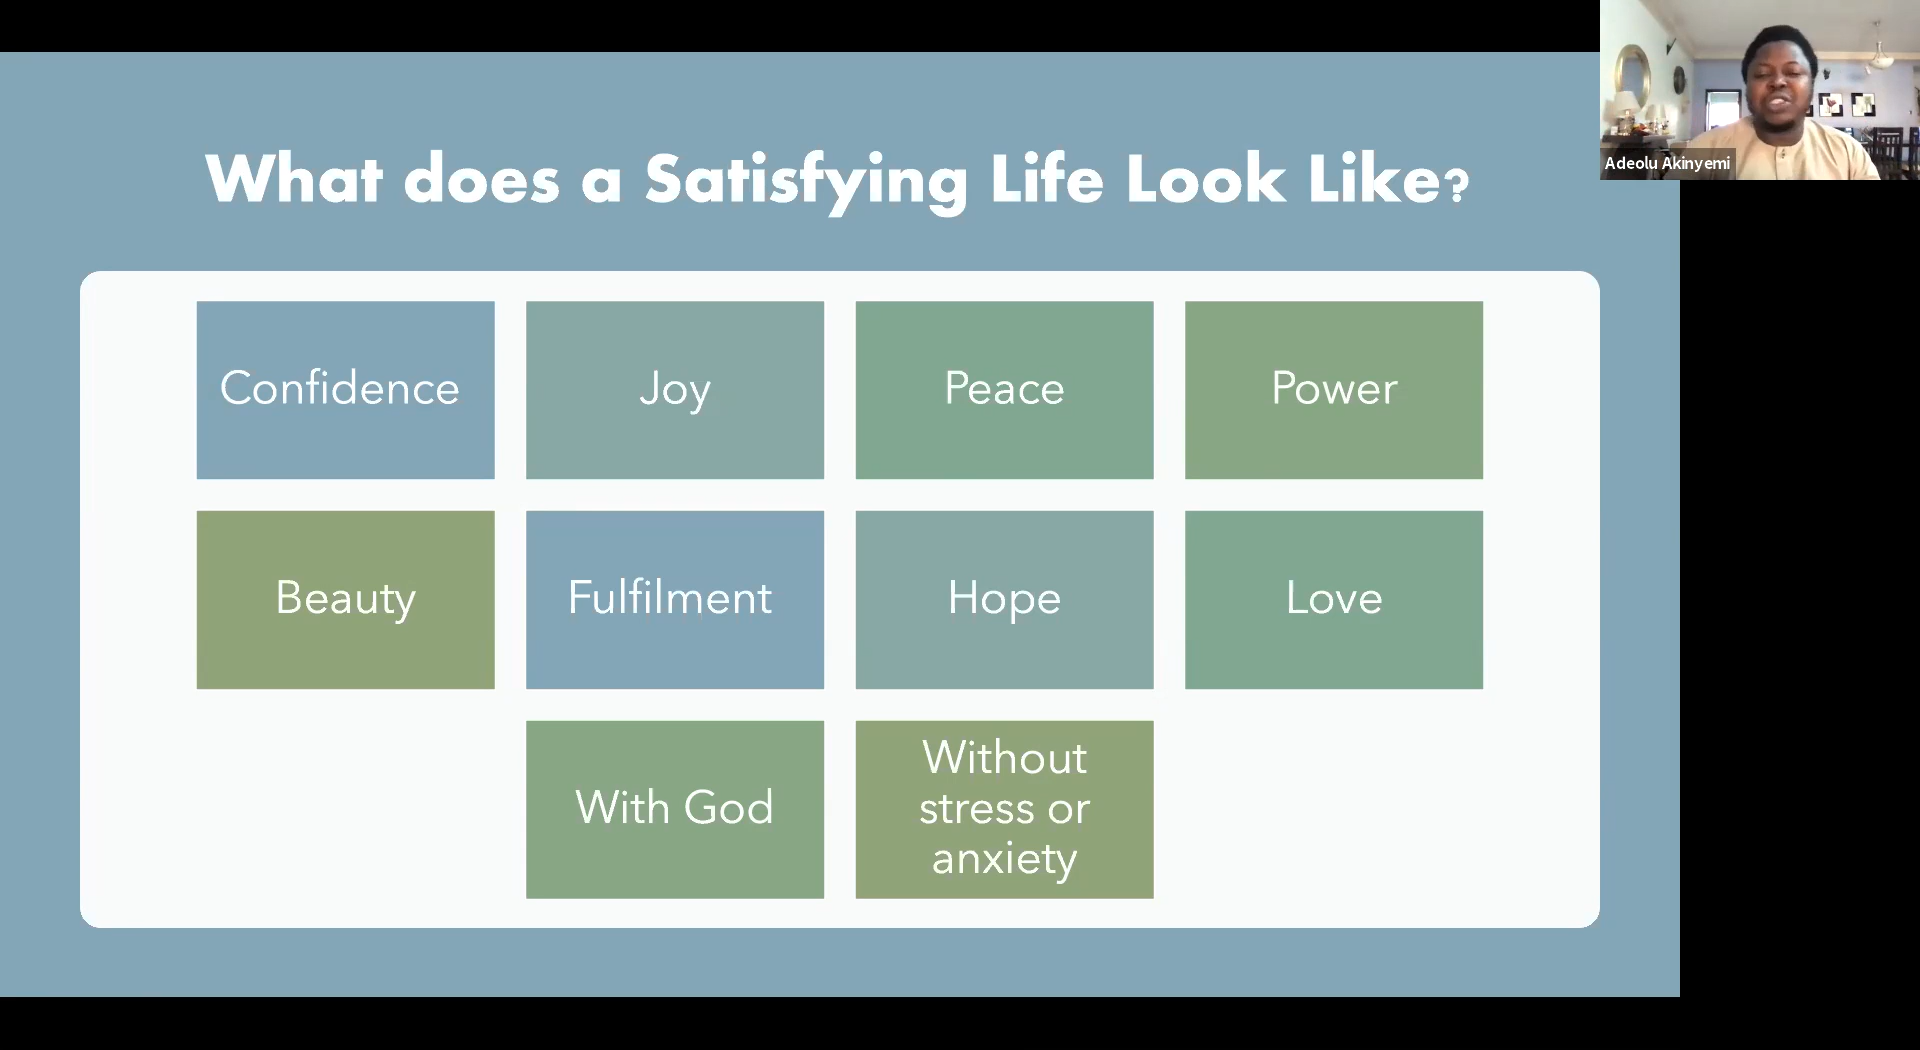 What does a Satisfying Life Look Like?
Adeolu Akinyemi
Confidence
Joy
Peace
Power
Beauty
Fulfilment
Hope
Love
With God
Without
stress or
anxiety